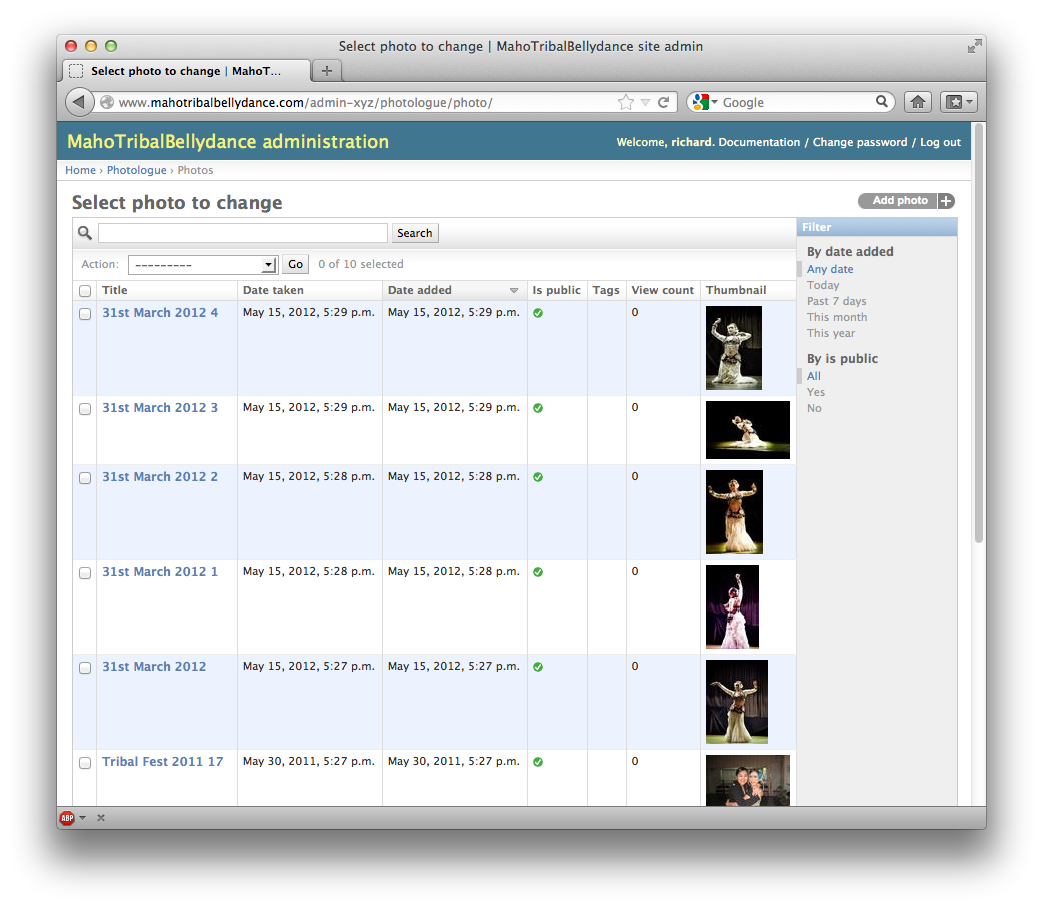 Select photo to change | MahoTribalBellydance site admin
Select photo to change | MahoT...
www.mahotribalbellydance.com/admin-xyz/photologue/photo/
Google
MahoTribalBellydance administration
Welcome, richard. Documentation / Change password / Log out
Home › Photologue › Photos
Select photo to change
Add photo +
Search
Filter
Action: --------- Go 0 of 10 selected
By date added
Any date
Today
Past 7 days
This month
This year
By is public
All
Yes
No
Title Date taken Date added Is public Tags View count Thumbnail
31st March 2012 4 May 15, 2012, 5:29 p.m. May 15, 2012, 5:29 p.m. 0
31st March 2012 3 May 15, 2012, 5:29 p.m. May 15, 2012, 5:29 p.m. 0
31st March 2012 2 May 15, 2012, 5:28 p.m. May 15, 2012, 5:28 p.m. 0
31st March 2012 1 May 15, 2012, 5:28 p.m. May 15, 2012, 5:28 p.m. 0
31st March 2012 May 15, 2012, 5:27 p.m. May 15, 2012, 5:27 p.m. 0
Tribal Fest 2011 17 May 30, 2011, 5:27 p.m. May 30, 2011, 5:27 p.m. 0
ABP